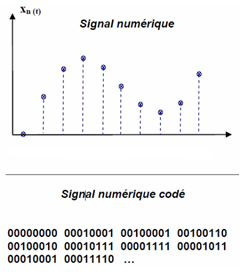 Xn (t)
Signal numérique
Signal numérique codé
00000000 00010001 00100001 00100110
00100010 00010111 00001111 00001011
00010001 00011110 ...